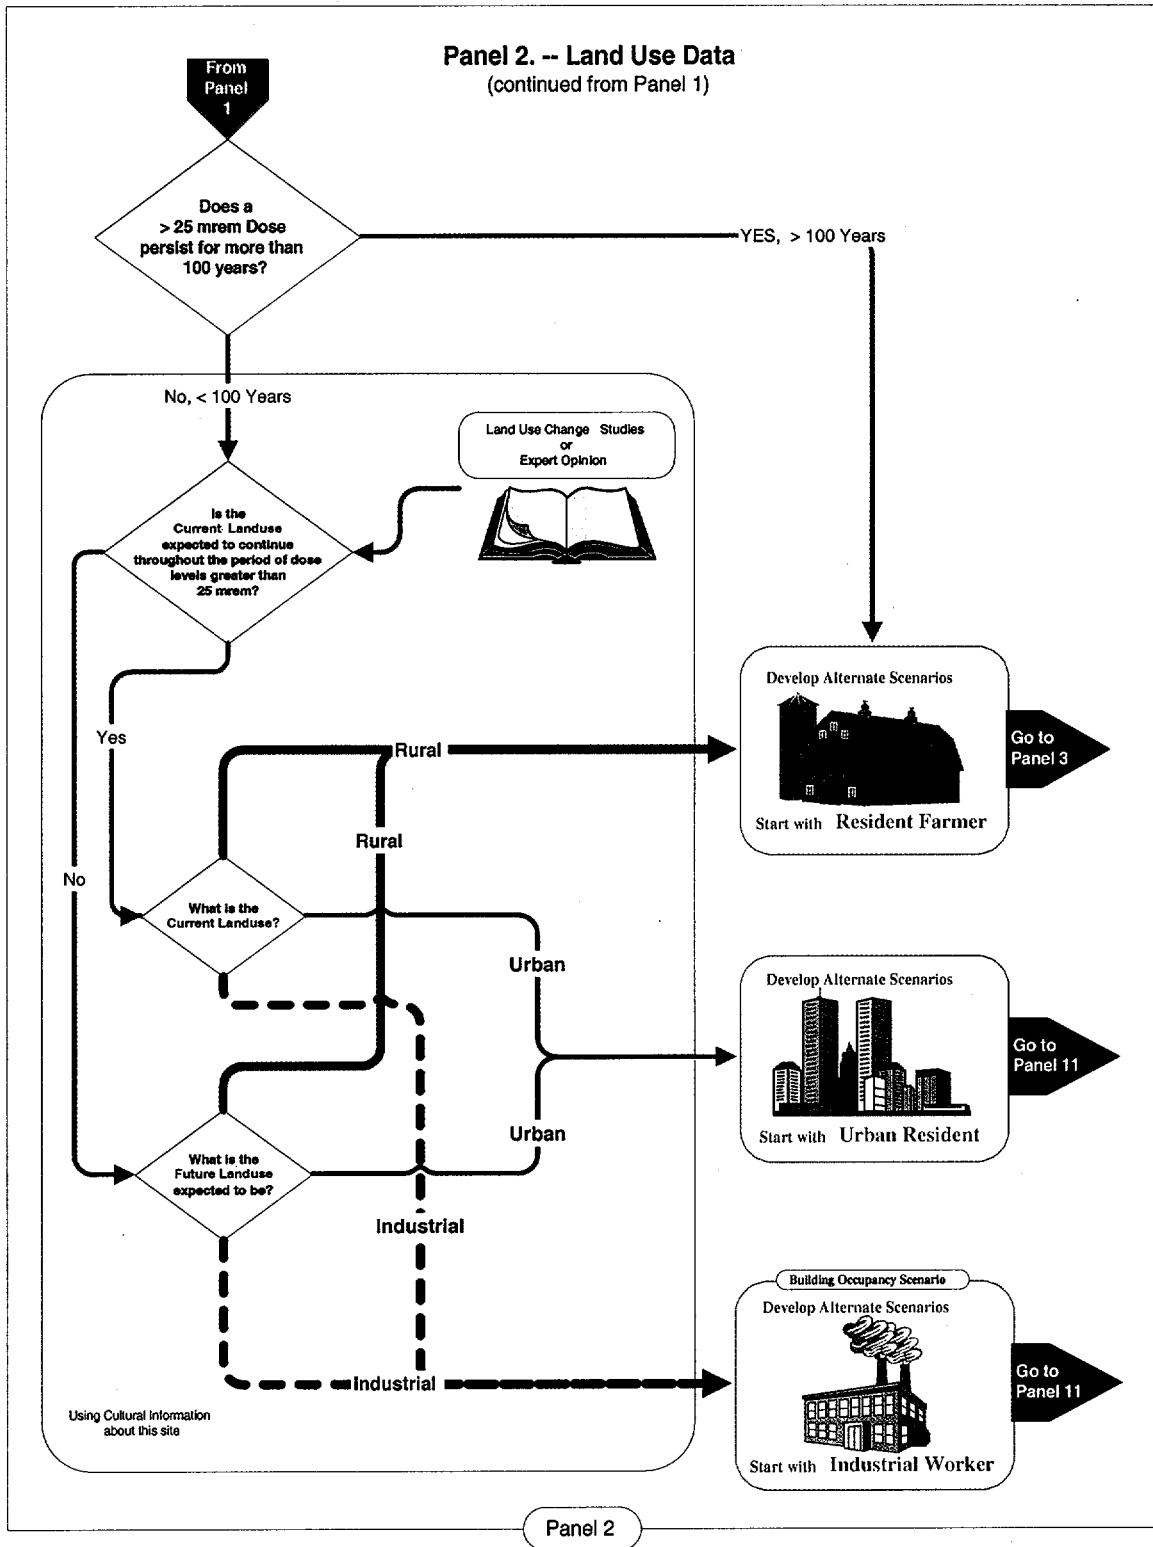 Panel 2. -- Land Use Data
(continued from Panel 1)
From
Panel
1
Does a
> 25 mrem Dose
persist for more than
100 years?
YES, > 100 Years
No, < 100 Years
Land Use Change Studies
or
Expert Opinion
Is the
Current Landuse
expected to continue
throughout the period of dose
levels greater than
25 mrem?
Develop Alternate Scenarios
Start with Resident Farmer
Go to
Panel 3
Yes
Rural
Rural
No
What is the
Current Landuse?
Urban
Develop Alternate Scenarios
Start with Urban Resident
Go to
Panel 11
Urban
What is the
Future Landuse
expected to be?
Industrial
Building Occupancy Scenario
Develop Alternate Scenarios
Start with Industrial Worker
Go to
Panel 11
Industrial
Using Cultural Information
about this site
Panel 2